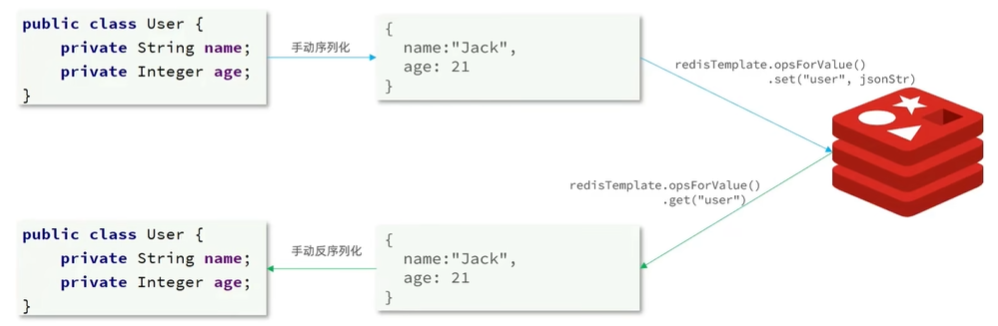 public class User {
    private String name;
    private Integer age;
}
手动序列化
{
  name:"Jack",
  age: 21
}
redisTemplate.opsForValue()
.set("user", jsonStr)
redisTemplate.opsForValue()
.get("user")
public class User {
    private String name;
    private Integer age;
}
手动反序列化
{
  name:"Jack",
  age: 21
}